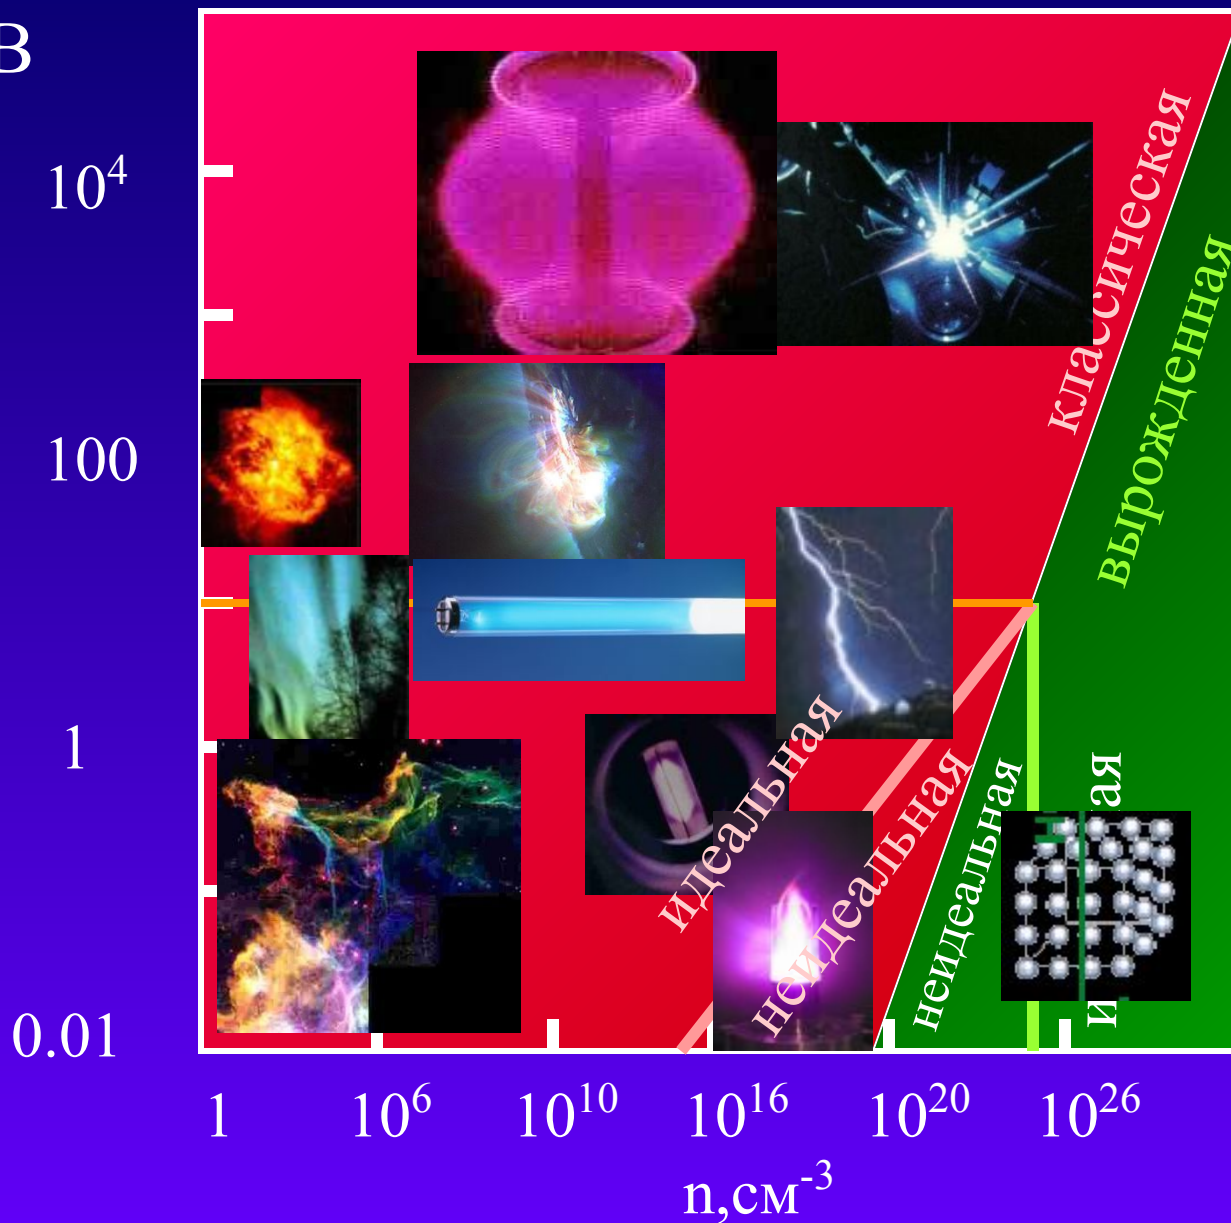 В
10⁴
100
1
0.01
классическая
вырожденная
идеальная
неидеальная
неидеальная
1
10⁶
10¹⁰
10¹⁶
10²⁰
10²⁶
n,см⁻³